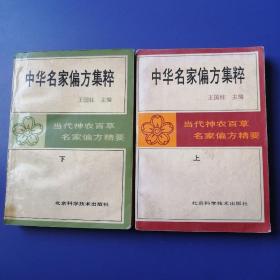 中华名家偏方集粹
王国柱 主编
当代神农百草
名家偏方精要
下
北京科学技术出版社
中华名家偏方集粹
王国柱 主编
当代神农百草
名家偏方精要
上
北京科学技术出版社